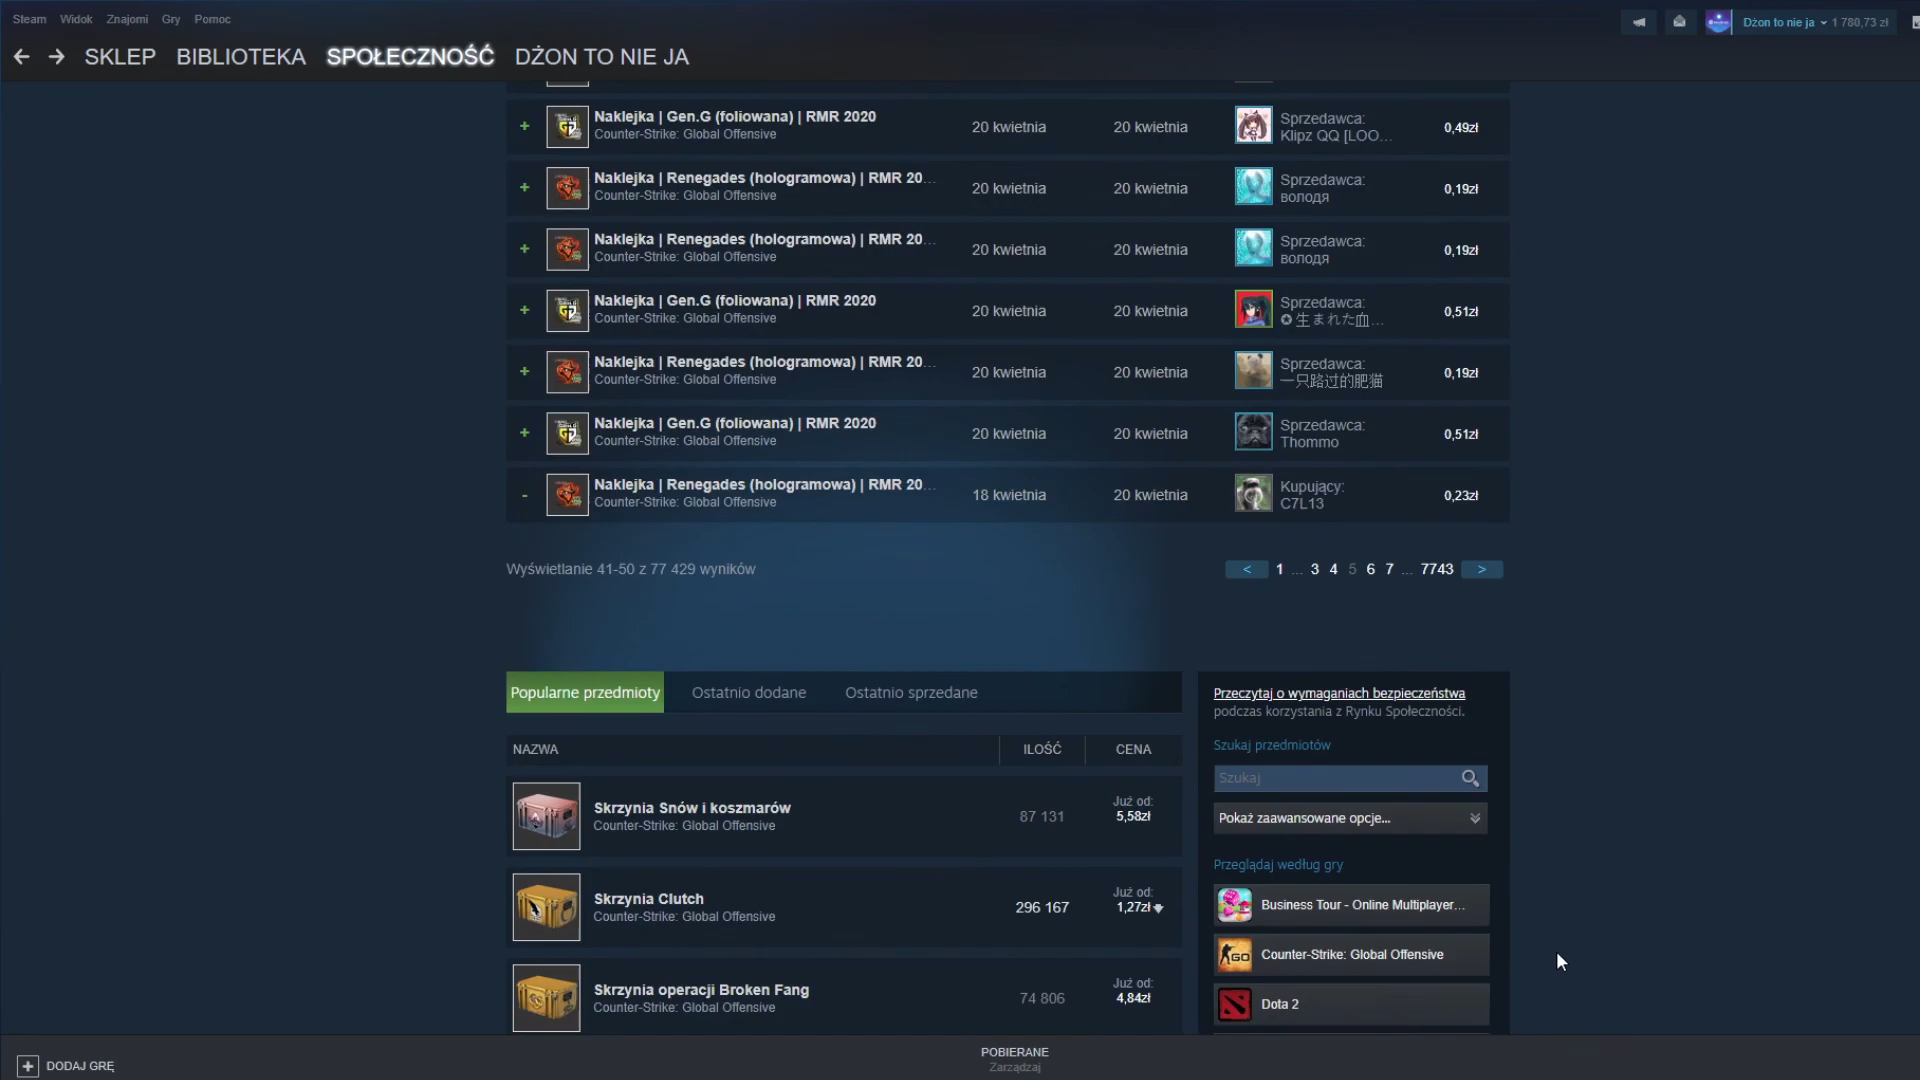 Steam Widok Znajomi Gry Pomoc
Dżon to nie ja 1 780,73 zł
SKLEP BIBLIOTEKA SPOŁECZNOŚĆ DŻON TO NIE JA
+ Naklejka | Gen.G (foliowana) | RMR 2020 20 kwietnia 20 kwietnia Sprzedawca: 0,49zł
Counter-Strike: Global Offensive Klipz QQ [LOO...
+ Naklejka | Renegades (hologramowa) | RMR 20... 20 kwietnia 20 kwietnia Sprzedawca: 0,19zł
Counter-Strike: Global Offensive володя
+ Naklejka | Renegades (hologramowa) | RMR 20... 20 kwietnia 20 kwietnia Sprzedawca: 0,19zł
Counter-Strike: Global Offensive володя
+ Naklejka | Gen.G (foliowana) | RMR 2020 20 kwietnia 20 kwietnia Sprzedawca: 0,51zł
Counter-Strike: Global Offensive ✪生まれた血...
+ Naklejka | Renegades (hologramowa) | RMR 20... 20 kwietnia 20 kwietnia Sprzedawca: 0,19zł
Counter-Strike: Global Offensive 一只路过的肥猫
+ Naklejka | Gen.G (foliowana) | RMR 2020 20 kwietnia 20 kwietnia Sprzedawca: 0,51zł
Counter-Strike: Global Offensive Thommo
- Naklejka | Renegades (hologramowa) | RMR 20... 18 kwietnia 20 kwietnia Kupujący: 0,23zł
Counter-Strike: Global Offensive C7L13
Wyświetlanie 41-50 z 77 429 wyników < 1 ... 3 4 5 6 7 ... 7743 >
Popularne przedmioty Ostatnio dodane Ostatnio sprzedane
NAZWA ILOŚĆ CENA
Skrzynia Snów i koszmarów 87 131 Już od:
Counter-Strike: Global Offensive 5,58zł
Skrzynia Clutch 296 167 Już od:
Counter-Strike: Global Offensive 1,27zł
Skrzynia operacji Broken Fang 74 806 Już od:
Counter-Strike: Global Offensive 4,84zł
Przeczytaj o wymaganiach bezpieczeństwa
podczas korzystania z Rynku Społeczności.
Szukaj przedmiotów
Szukaj
Pokaż zaawansowane opcje...
Przeglądaj według gry
Business Tour - Online Multiplayer...
GO Counter-Strike: Global Offensive
Dota 2
+ DODAJ GRĘ
POBIERANE
Zarządzaj